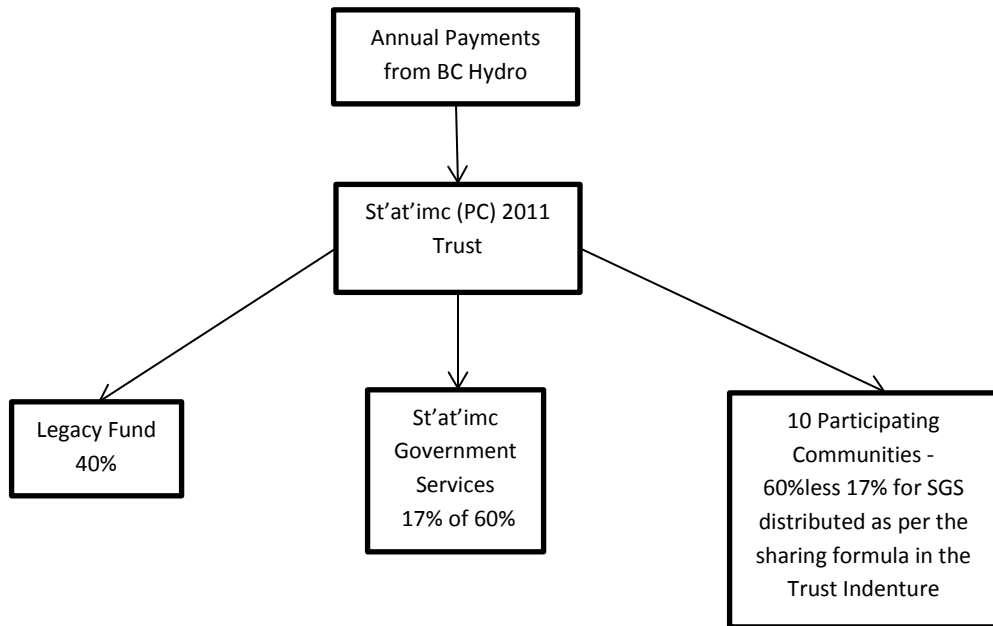 Annual Payments
from BC Hydro
St’at’imc (PC) 2011
Trust
Legacy Fund
40%
St’at’imc
Government
Services
17% of 60%
10 Participating
Communities -
60%less 17% for SGS
distributed as per the
sharing formula in the
Trust Indenture